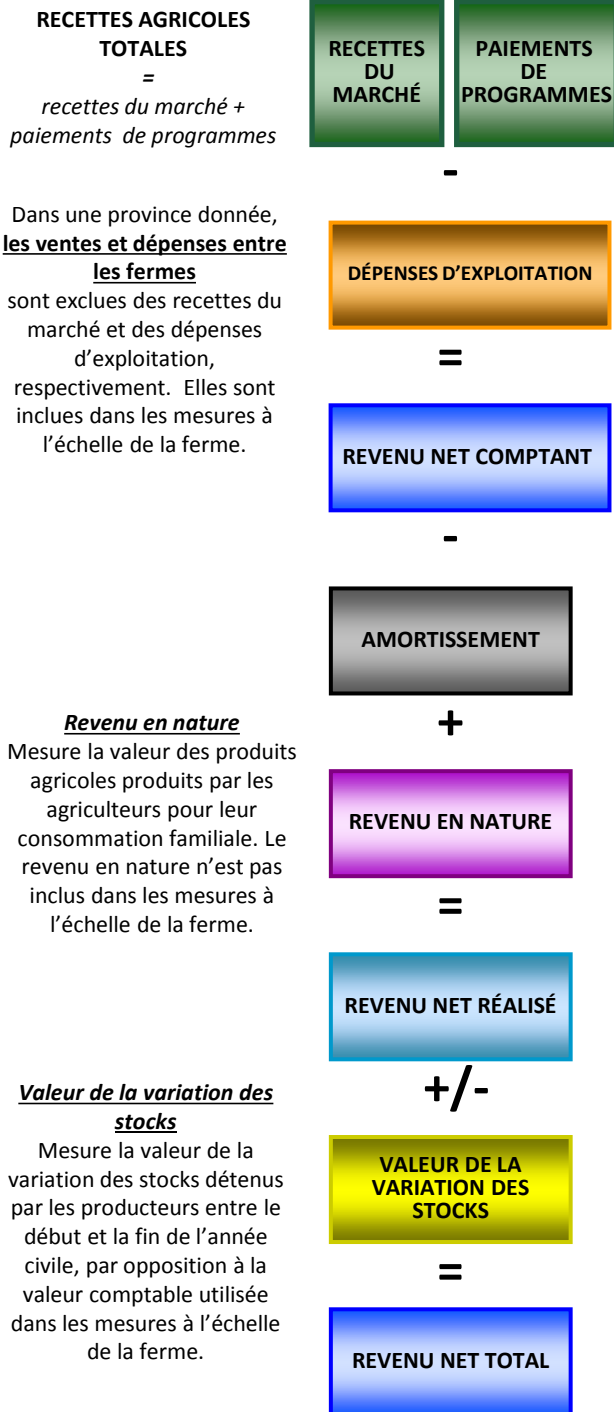 RECETTES AGRICOLES
TOTALES
=
recettes du marché +
paiements de programmes
RECETTES
DU
MARCHÉ
PAIEMENTS
DE
PROGRAMMES
-
Dans une province donnée,
les ventes et dépenses entre
les fermes
sont exclues des recettes du
marché et des dépenses
d'exploitation,
respectivement. Elles sont
inclues dans les mesures à
l'échelle de la ferme.
DÉPENSES D'EXPLOITATION
=
REVENU NET COMPTANT
-
AMORTISSEMENT
+
Revenu en nature
Mesure la valeur des produits
agricoles produits par les
agriculteurs pour leur
consommation familiale. Le
revenu en nature n'est pas
inclus dans les mesures à
l'échelle de la ferme.
REVENU EN NATURE
=
REVENU NET RÉALISÉ
+/-
Valeur de la variation des
stocks
Mesure la valeur de la
variation des stocks détenus
par les producteurs entre le
début et la fin de l'année
civile, par opposition à la
valeur comptable utilisée
dans les mesures à l'échelle
de la ferme.
VALEUR DE LA
VARIATION DES
STOCKS
=
REVENU NET TOTAL